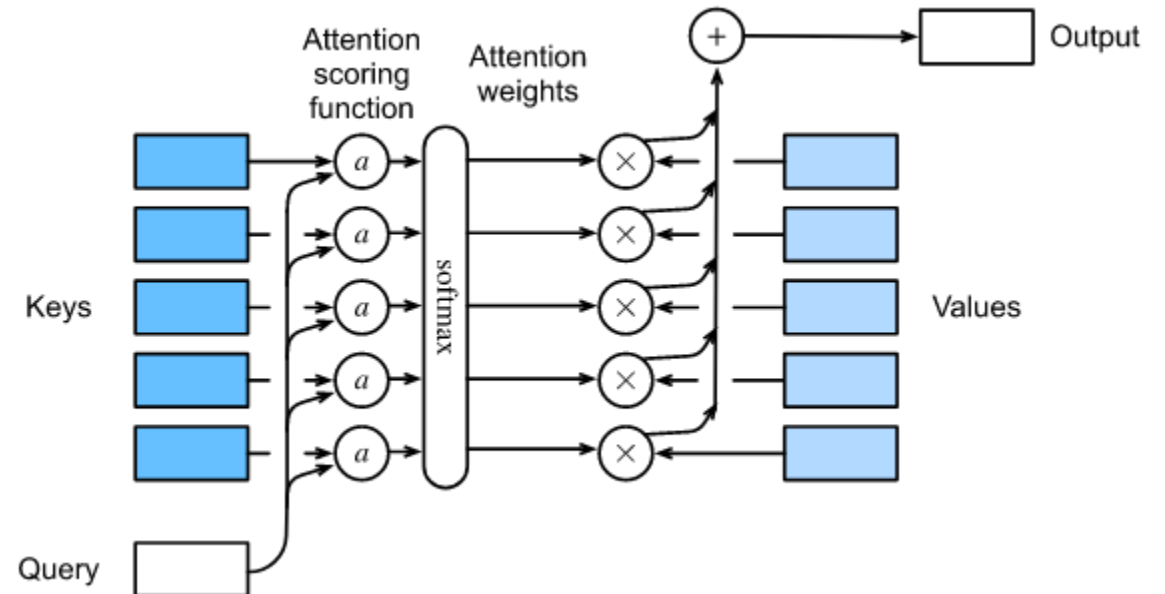 Attention
scoring
function
Attention
weights
+
Output
a
×
a
×
Keys
a
softmax
×
Values
a
×
a
×
Query